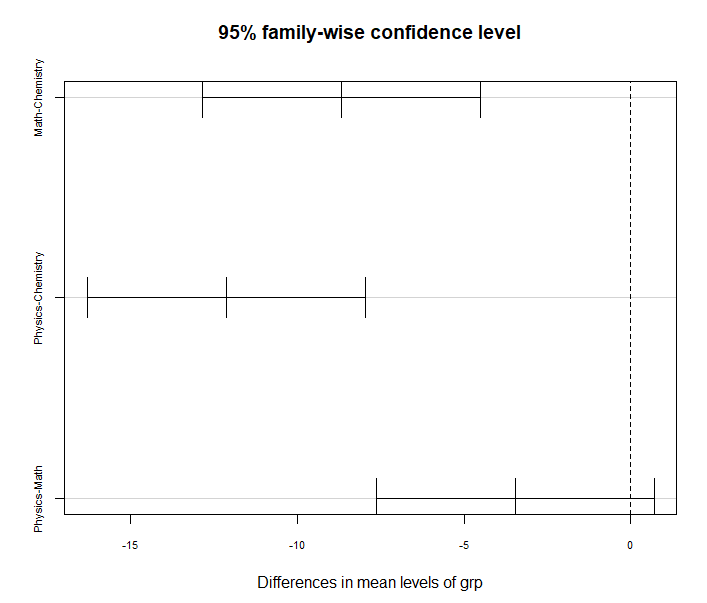 95% family-wise confidence level
Math-Chemistry
Physics-Chemistry
Physics-Math
-15
-10
-5
0
Differences in mean levels of grp